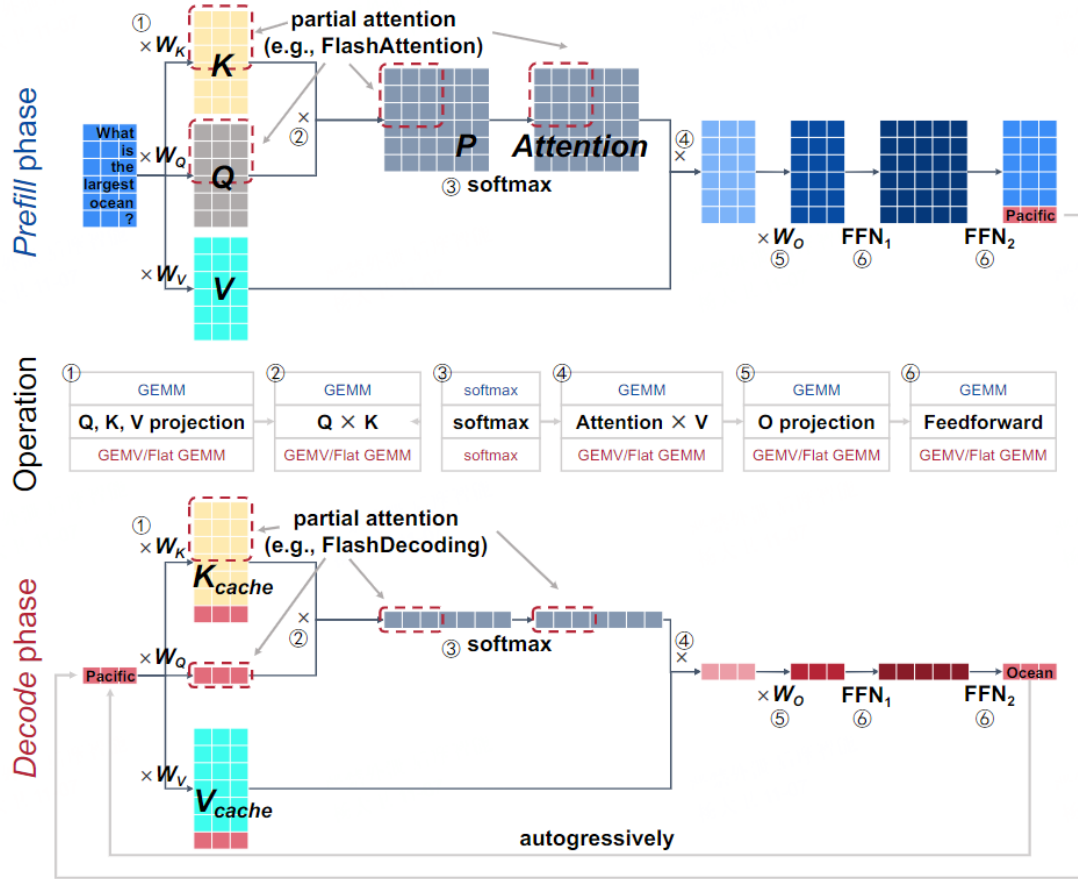 Prefill phase
①
× W_K
K
partial attention
(e.g., FlashAttention)
What
is
the
largest
ocean
?
× W_Q
Q
×
②
P
Attention
③ softmax
× W_V
V
④
×
× W_O
⑤
FFN₁
⑥
FFN₂
⑥
Pacific
Operation
①
GEMM
Q, K, V projection
GEMV/Flat GEMM
②
GEMM
Q × K
GEMV/Flat GEMM
③
softmax
softmax
softmax
④
GEMM
Attention × V
GEMV/Flat GEMM
⑤
GEMM
O projection
GEMV/Flat GEMM
⑥
GEMM
Feedforward
GEMV/Flat GEMM
Decode phase
①
× W_K
K_cache
partial attention
(e.g., FlashDecoding)
Pacific
× W_Q
×
②
③ softmax
× W_V
V_cache
④
×
× W_O
⑤
FFN₁
⑥
FFN₂
⑥
Ocean
autogressively